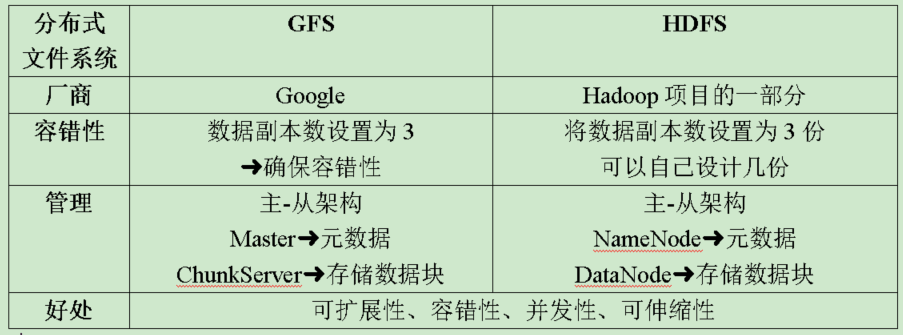 分布式
文件系统
GFS
HDFS
厂商
Google
Hadoop 项目的一部分
容错性
数据副本数设置为 3
➜确保容错性
将数据副本数设置为 3 份
可以自己设计几份
管理
主-从架构
Master➜元数据
ChunkServer➜存储数据块
主-从架构
NameNode➜元数据
DataNode➜存储数据块
好处
可扩展性、容错性、并发性、可伸缩性